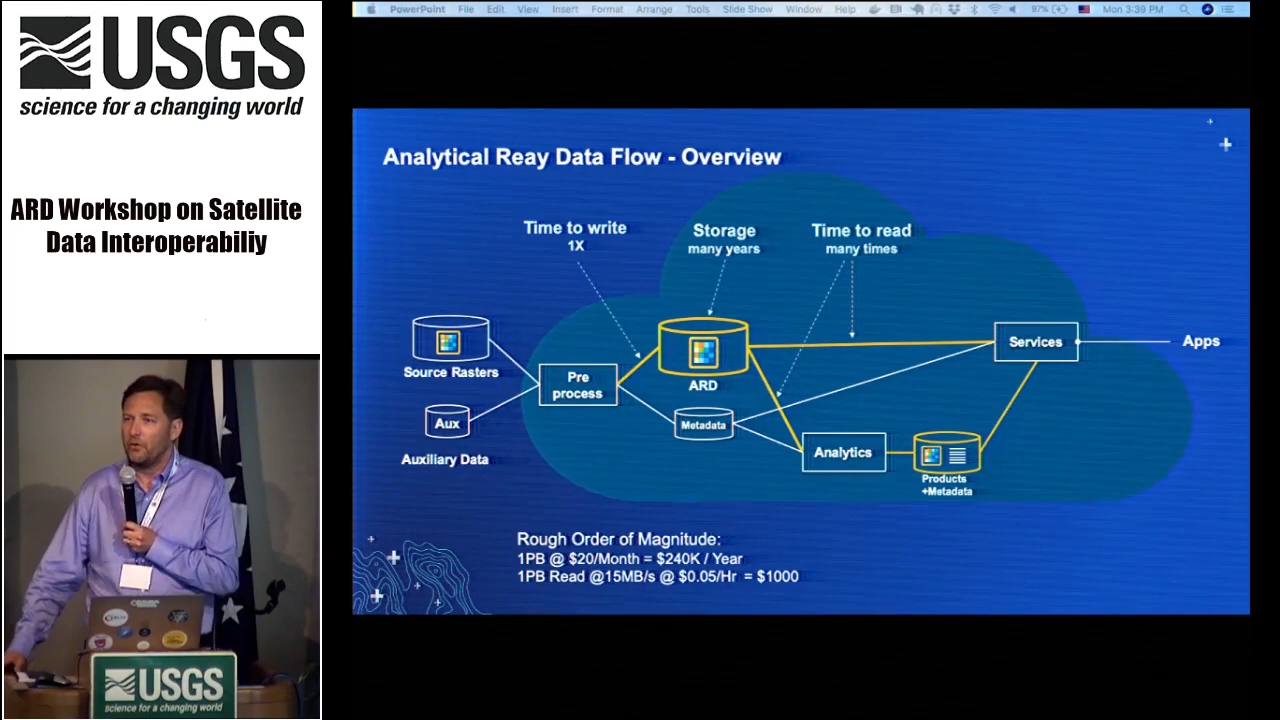 USGS
science for a changing world
ARD Workshop on Satellite
Data Interoperabiliy
PowerPoint File Edit View Insert Format Arrange Tools Slide Show Window Help 97% Mon 3:39 PM
Analytical Reay Data Flow - Overview
Time to write
1X
Storage
many years
Time to read
many times
Source Rasters
Aux
Auxiliary Data
Pre
process
ARD
Metadata
Analytics
Products
+Metadata
Services
Apps
Rough Order of Magnitude:
1PB @ $20/Month = $240K / Year
1PB Read @15MB/s @ $0.05/Hr = $1000
USGS
science for a changing world